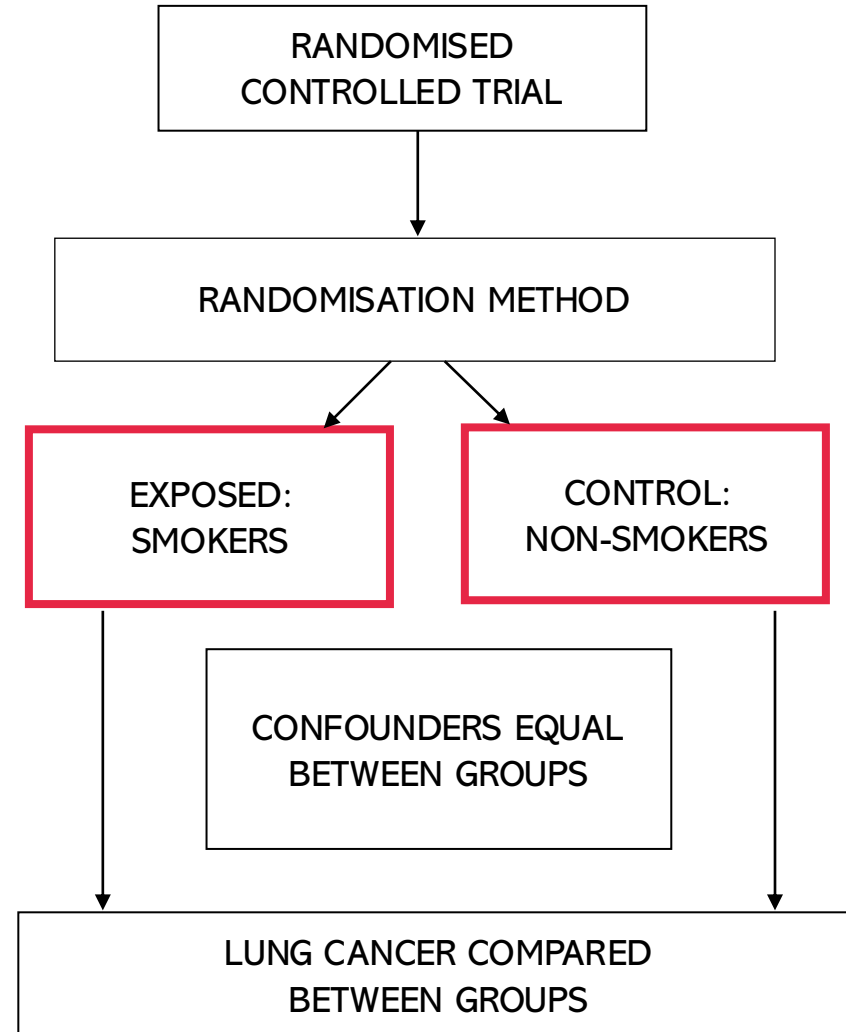 RANDOMISED
CONTROLLED TRIAL
RANDOMISATION METHOD
EXPOSED:
SMOKERS
CONTROL:
NON-SMOKERS
CONFOUNDERS EQUAL
BETWEEN GROUPS
LUNG CANCER COMPARED
BETWEEN GROUPS